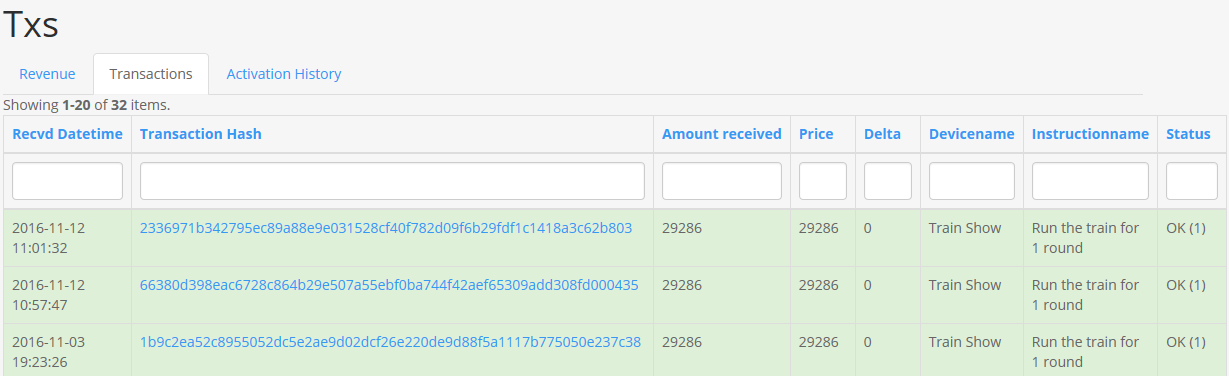 Txs
Revenue Transactions Activation History
Showing 1-20 of 32 items.
Recvd Datetime Transaction Hash Amount received Price Delta Devicename Instructionname Status
2016-11-12 2336971b342795ec89a88e9e031528cf40f782d09f6b29fdf1c1418a3c62b803 29286 29286 0 Train Show Run the train for OK (1)
11:01:32 1 round
2016-11-12 66380d398eac6728c864b29e507a55ebf0ba744f42aef65309add308fd000435 29286 29286 0 Train Show Run the train for OK (1)
10:57:47 1 round
2016-11-03 1b9c2ea52c8955052dc5e2ae9d02dcf26e220de9d88f5a1117b775050e237c38 29286 29286 0 Train Show Run the train for OK (1)
19:23:26 1 round